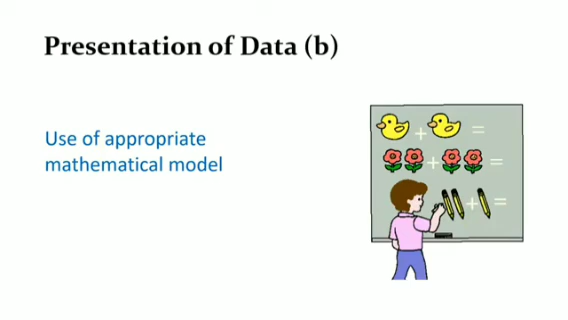 Presentation of Data (b)
Use of appropriate
mathematical model
+ =
+ =
+ =